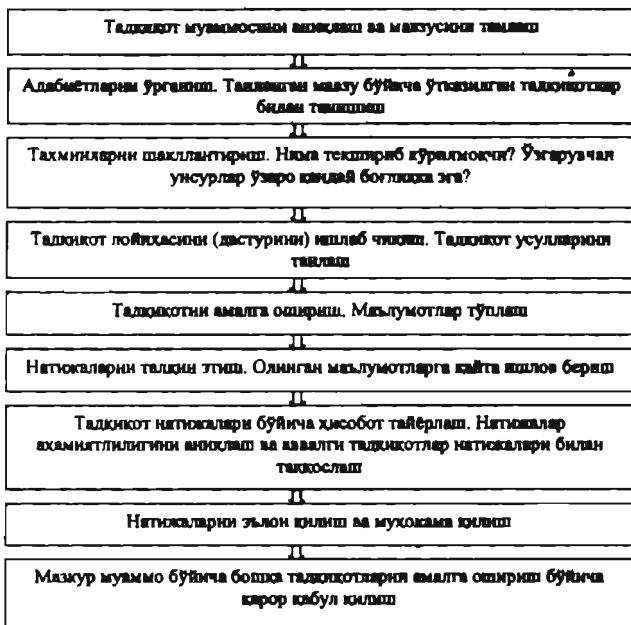 Тадқиқот муаммосини аниқлаш ва мавзусини танлаш
Адабиётларни ўрганиш. Танланган мавзу бўйича ўтказилган тадқиқотлар
билан танишиш
Тахминларни шакллантириш. Нима текшириб кўрилмоқчи? Ўзгарувчан
унсурлар ўзаро қандай боғлиқка эга?
Тадқиқот лойиҳасини (дастурини) ишлаб чиқиш. Тадқиқот усулларини
танлаш
Тадқиқотни амалга ошириш. Маълумотлар тўплаш
Натижаларни талқин этиш. Олинган маълумотларга қайта ишлов бериш
Тадқиқот натижалари бўйича ҳисобот тайёрлаш. Натижалар
аҳамиятлилигини аниқлаш ва аввалги тадқиқотлар натижалари билан
таққослаш
Натижаларни эълон қилиш ва муҳокама қилиш
Мазкур муаммо бўйича бошқа тадқиқотларни амалга ошириш бўйича
қарор қабул қилиш